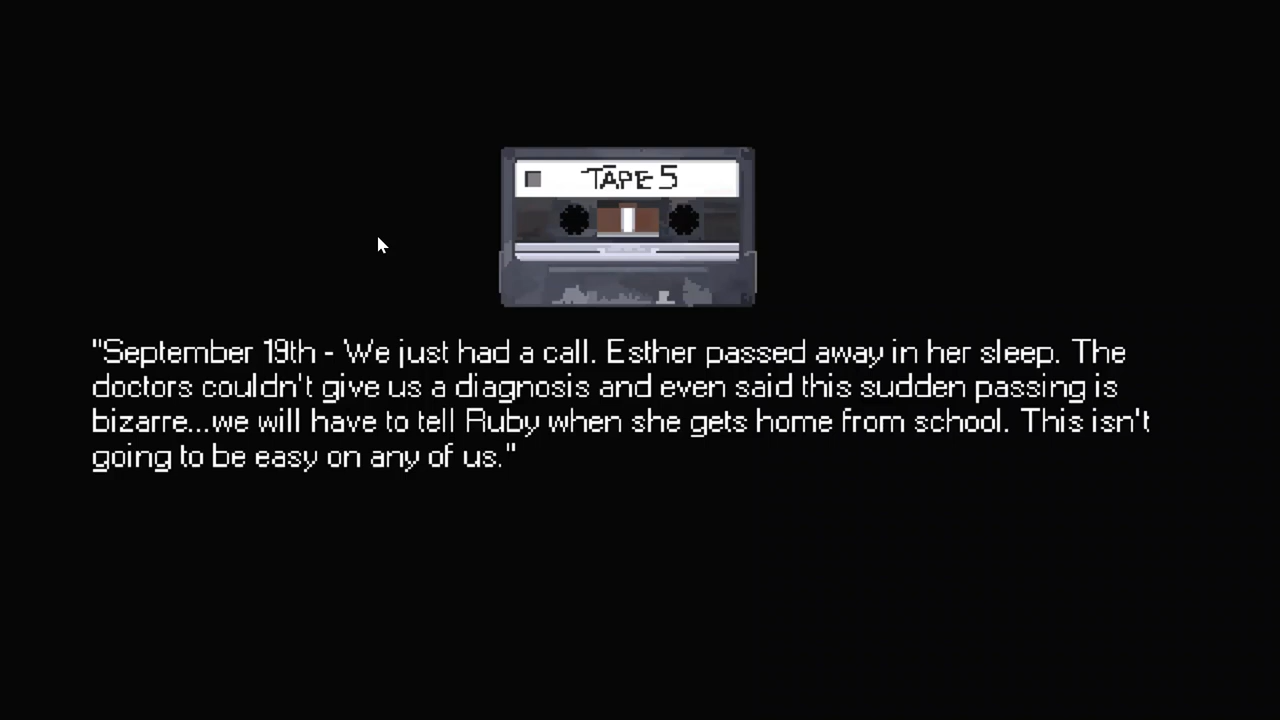 TAPE 5
"September 19th - We just had a call. Esther passed away in her sleep. The
doctors couldn't give us a diagnosis and even said this sudden passing is
bizarre...we will have to tell Ruby when she gets home from school. This isn't
going to be easy on any of us."